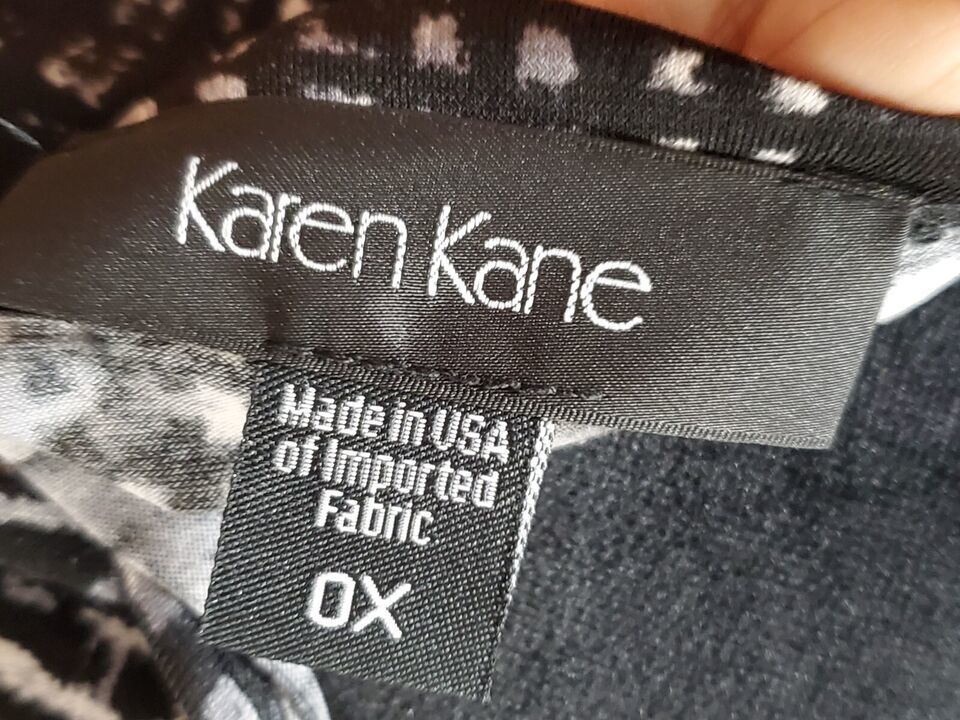 Karen Kane
Made in USA
of Imported
Fabric
0X